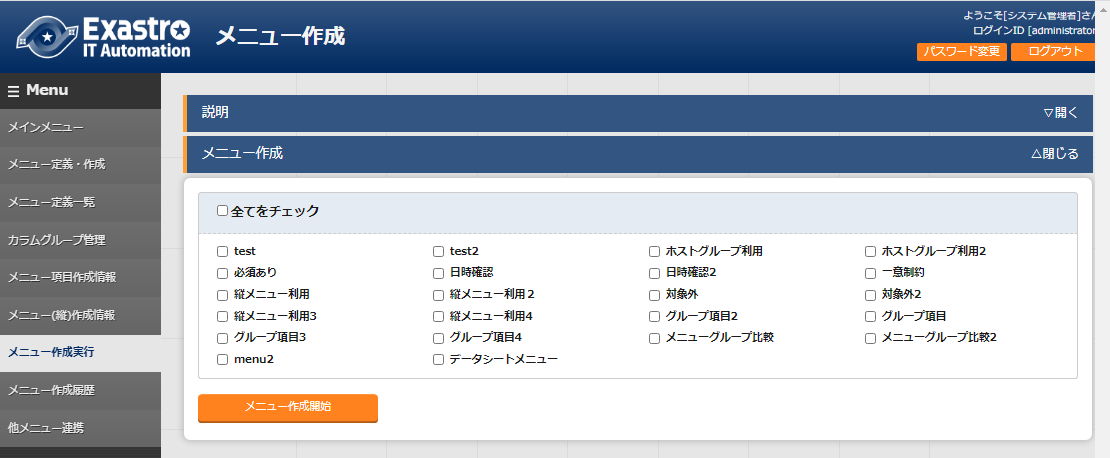 Exastro
IT Automation
メニュー作成
ようこそ[システム管理者]さん
ログインID [administrator
パスワード変更 ログアウト
Menu
メインメニュー
メニュー定義・作成
メニュー定義一覧
カラムグループ管理
メニュー項目作成情報
メニュー(縦)作成情報
メニュー作成実行
メニュー作成履歴
他メニュー連携
説明 ▽開く
メニュー作成 △閉じる
全てをチェック
test test2 ホストグループ利用 ホストグループ利用2
必須あり 日時確認 日時確認2 一意制約
縦メニュー利用 縦メニュー利用２ 対象外 対象外2
縦メニュー利用3 縦メニュー利用4 グループ項目2 グループ項目
グループ項目3 グループ項目4 メニューグループ比較 メニューグループ比較2
menu2 データシートメニュー
メニュー作成開始